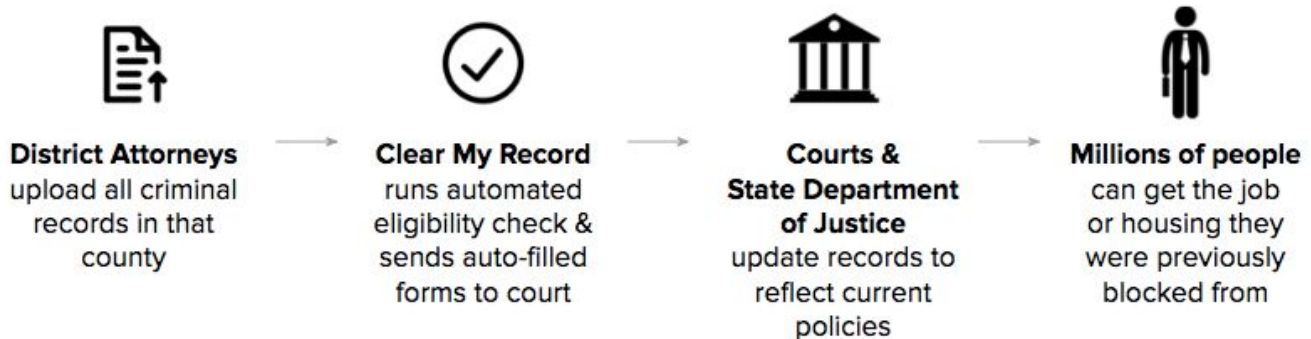 District Attorneys
upload all criminal
records in that
county
Clear My Record
runs automated
eligibility check &
sends auto-filled
forms to court
Courts &
State Department
of Justice
update records to
reflect current
policies
Millions of people
can get the job
or housing they
were previously
blocked from